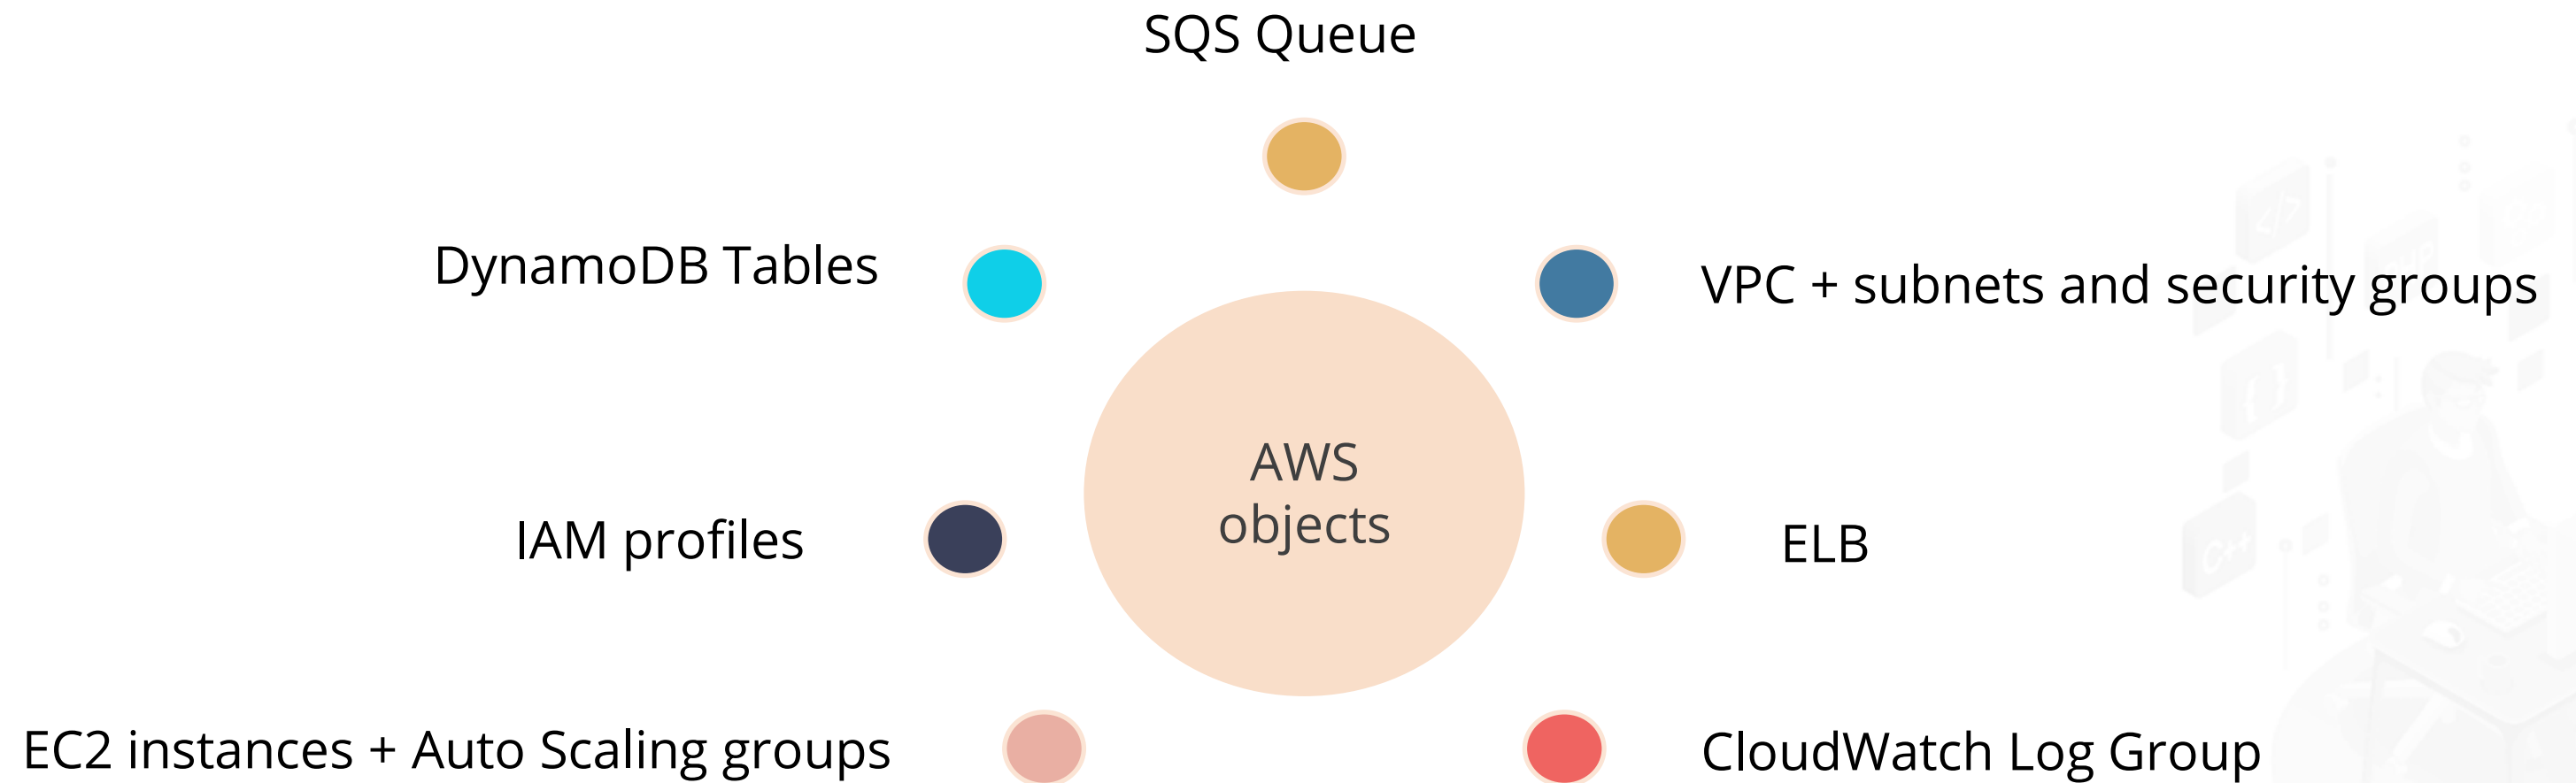 SQS Queue
DynamoDB Tables
VPC + subnets and security groups
AWS
objects
IAM profiles
ELB
EC2 instances + Auto Scaling groups
CloudWatch Log Group
</>
{ }
C++